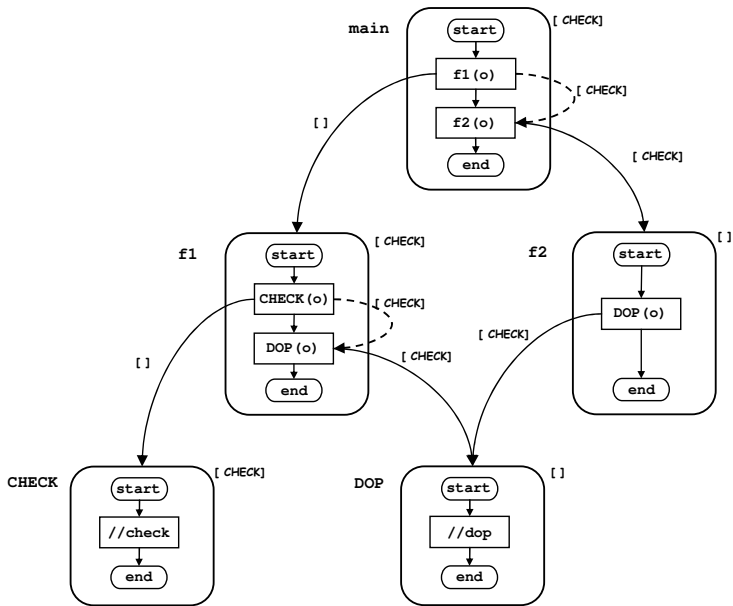 main
start
[ CHECK]
f1(o)
[ CHECK]
f2(o)
[ ]
end
[ CHECK]
f1
start
[ CHECK]
f2
start
[ ]
CHECK(o)
[ CHECK]
DOP(o)
DOP(o)
[ CHECK]
[ CHECK]
[ ]
end
end
CHECK
start
[ CHECK]
DOP
start
[ ]
//check
//dop
end
end